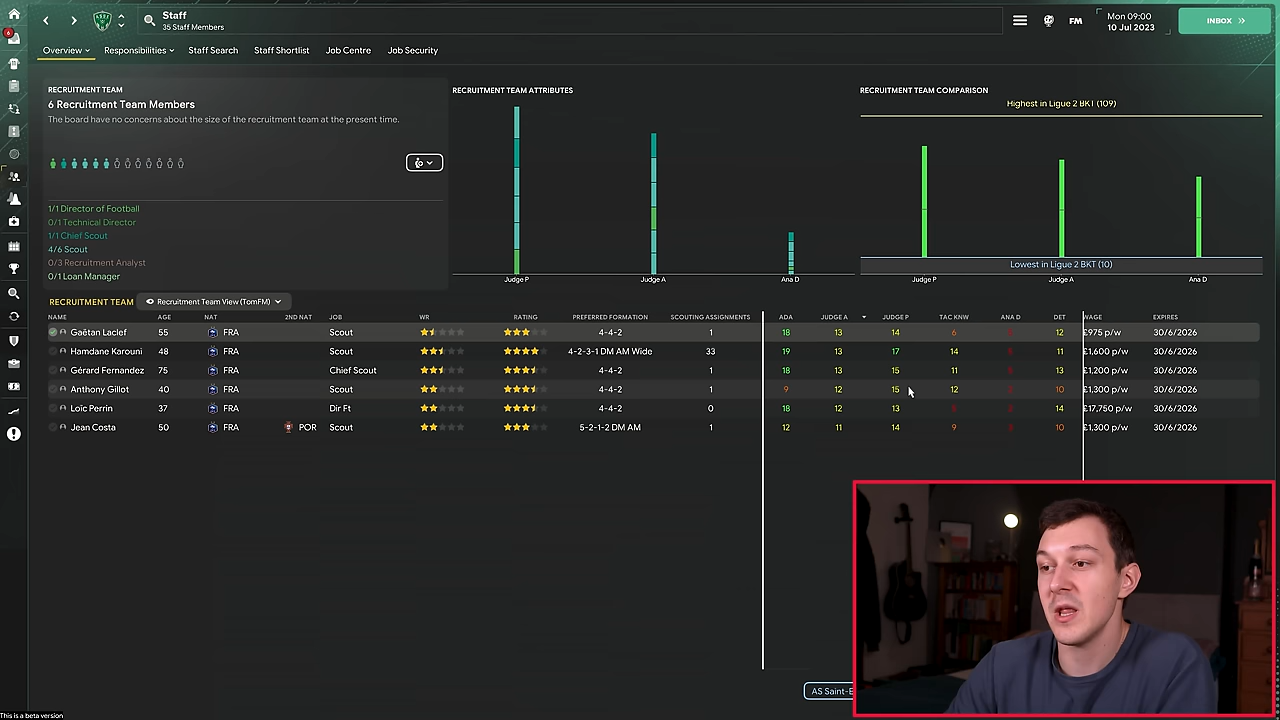 Staff
35 Staff Members
6
FM
Mon 09:00
10 Jul 2023
INBOX
Overview
Responsibilities
Staff Search
Staff Shortlist
Job Centre
Job Security
RECRUITMENT TEAM
6 Recruitment Team Members
The board have no concerns about the size of the recruitment team at the present time.
1/1 Director of Football
0/1 Technical Director
1/1 Chief Scout
4/6 Scout
0/3 Recruitment Analyst
0/1 Loan Manager
RECRUITMENT TEAM ATTRIBUTES
Judge P Judge A Ana D
RECRUITMENT TEAM COMPARISON
Highest in Ligue 2 BKT (109)
Lowest in Ligue 2 BKT (10)
Judge P Judge A Ana D
RECRUITMENT TEAM Recruitment Team View (TomFM)
NAME AGE NAT 2ND NAT JOB WR RATING PREFERRED FORMATION SCOUTING ASSIGNMENTS ADA JUDGE A JUDGE P TAC KNW ANA D DET WAGE EXPIRES
Gaëtan Laclef 55 FRA Scout 4-4-2 1 18 13 14 6 12 £975 p/w 30/6/2026
Hamdane Karouni 48 FRA Scout 4-2-3-1 DM AM Wide 33 19 13 17 14 11 £1,600 p/w 30/6/2026
Gérard Fernandez 75 FRA Chief Scout 4-4-2 1 18 13 15 11 13 £1,200 p/w 30/6/2026
Anthony Gillot 40 FRA Scout 4-4-2 1 9 12 15 12 10 £1,300 p/w 30/6/2026
Loïc Perrin 37 FRA Dir Ft 4-4-2 0 18 12 13 14 £17,750 p/w 30/6/2026
Jean Costa 50 FRA POR Scout 5-2-1-2 DM AM 1 12 11 14 9 10 £1,300 p/w 30/6/2026
AS Saint-E
This is a beta version